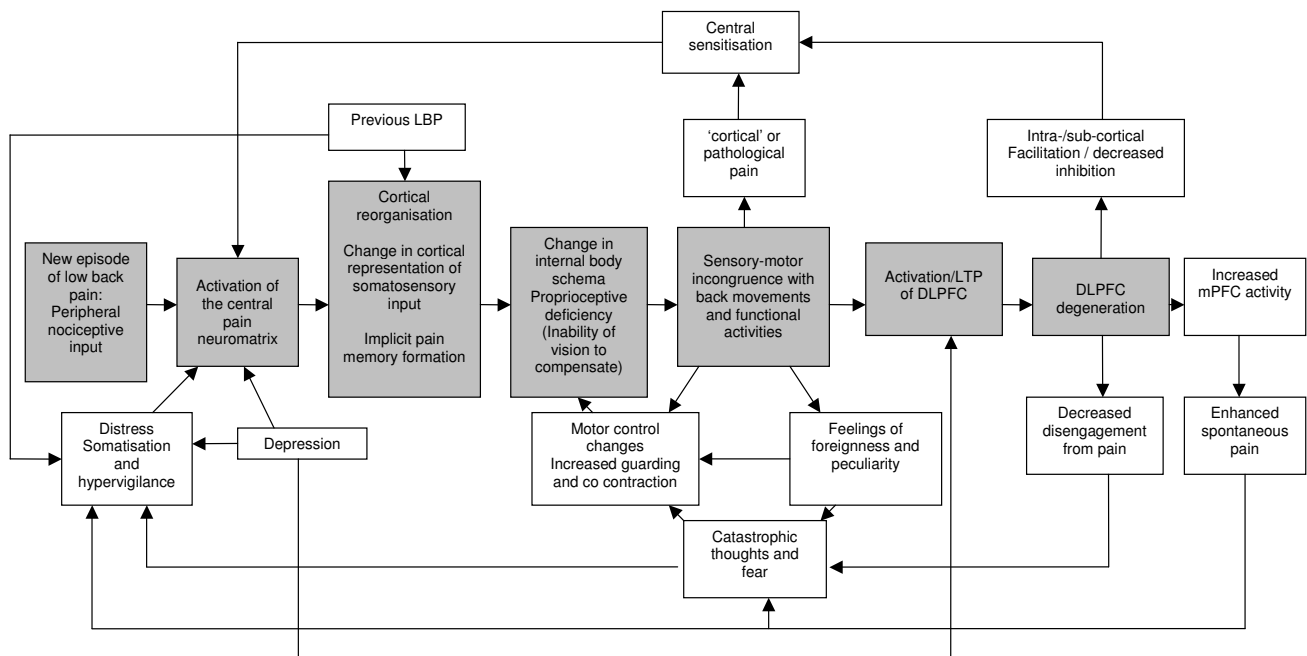 Central
sensitisation
Previous LBP
'cortical' or
pathological
pain
Intra-/sub-cortical
Facilitation / decreased
inhibition
New episode
of low back
pain:
Peripheral
nociceptive
input
Activation of
the central
pain
neuromatrix
Cortical
reorganisation
Change in cortical
representation of
somatosensory
input
Implicit pain
memory formation
Change in
internal body
schema
Proprioceptive
deficiency
(Inability of
vision to
compensate)
Sensory-motor
incongruence with
back movements
and functional
activities
Activation/LTP
of DLPFC
DLPFC
degeneration
Increased
mPFC activity
Distress
Somatisation
and
hypervigilance
Depression
Motor control
changes
Increased guarding
and co contraction
Feelings of
foreignness and
peculiarity
Decreased
disengagement
from pain
Enhanced
spontaneous
pain
Catastrophic
thoughts and
fear